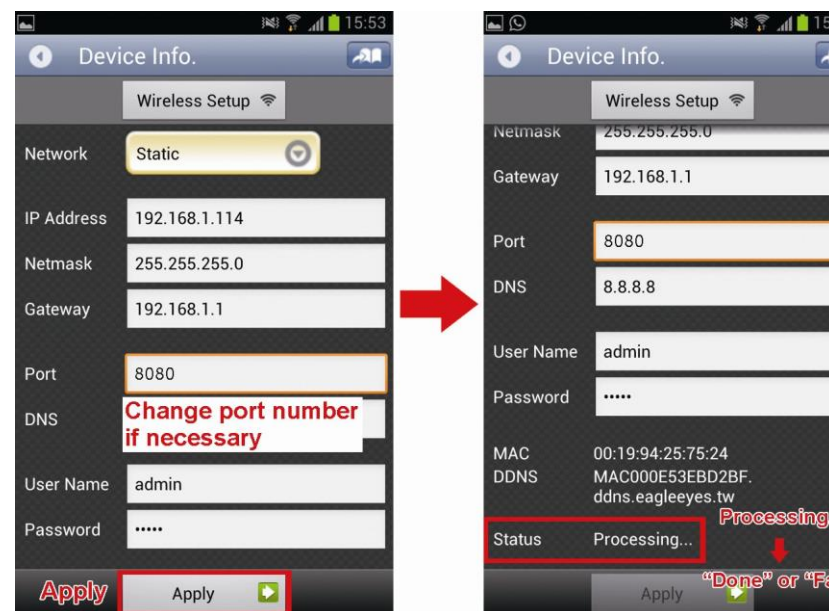 15:53
Device Info.
Wireless Setup
Network Static
IP Address 192.168.1.114
Netmask 255.255.255.0
Gateway 192.168.1.1
Port 8080
DNS
Change port number
if necessary
User Name admin
Password •••••
Apply Apply
15
Device Info.
Wireless Setup
Netmask 255.255.255.0
Gateway 192.168.1.1
Port 8080
DNS 8.8.8.8
User Name admin
Password •••••
MAC 00:19:94:25:75:24
DDNS MAC000E53EBD2BF.
ddns.eagleeyes.tw
Processing
Status Processing...
Apply "Done" or "Fa